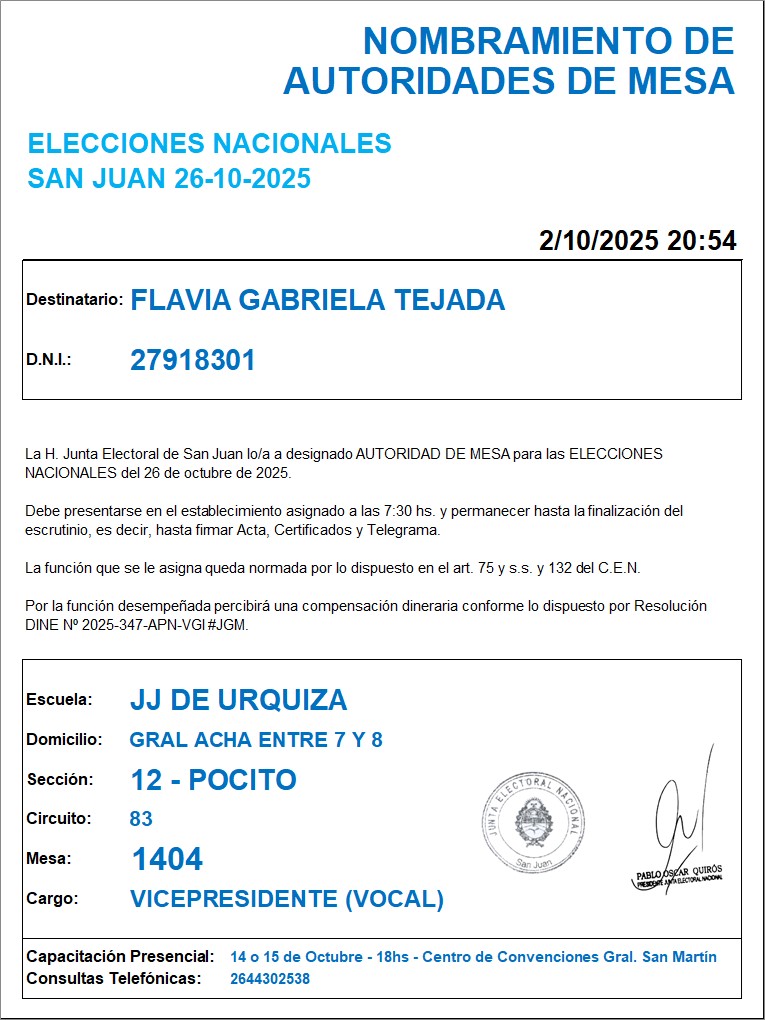 NOMBRAMIENTO DE
AUTORIDADES DE MESA
ELECCIONES NACIONALES
SAN JUAN 26-10-2025
2/10/2025 20:54
Destinatario: FLAVIA GABRIELA TEJADA
D.N.I.: 27918301
La H. Junta Electoral de San Juan lo/a a designado AUTORIDAD DE MESA para las ELECCIONES
NACIONALES del 26 de octubre de 2025.
Debe presentarse en el establecimiento asignado a las 7:30 hs. y permanecer hasta la finalización del
escrutinio, es decir, hasta firmar Acta, Certificados y Telegrama.
La función que se le asigna queda normada por lo dispuesto en el art. 75 y s.s. y 132 del C.E.N.
Por la función desempeñada percibirá una compensación dineraria conforme lo dispuesto por Resolución
DINE Nº 2025-347-APN-VGI#JGM.
Escuela: JJ DE URQUIZA
Domicilio: GRAL ACHA ENTRE 7 Y 8
Sección: 12 - POCITO
Circuito: 83
Mesa: 1404
Cargo: VICEPRESIDENTE (VOCAL)
JUNTA ELECTORAL NACIONAL
San Juan
PABLO OSCAR QUIRÓS
PRESIDENTE JUNTA ELECTORAL NACIONAL
Capacitación Presencial: 14 o 15 de Octubre - 18hs - Centro de Convenciones Gral. San Martín
Consultas Telefónicas: 2644302538